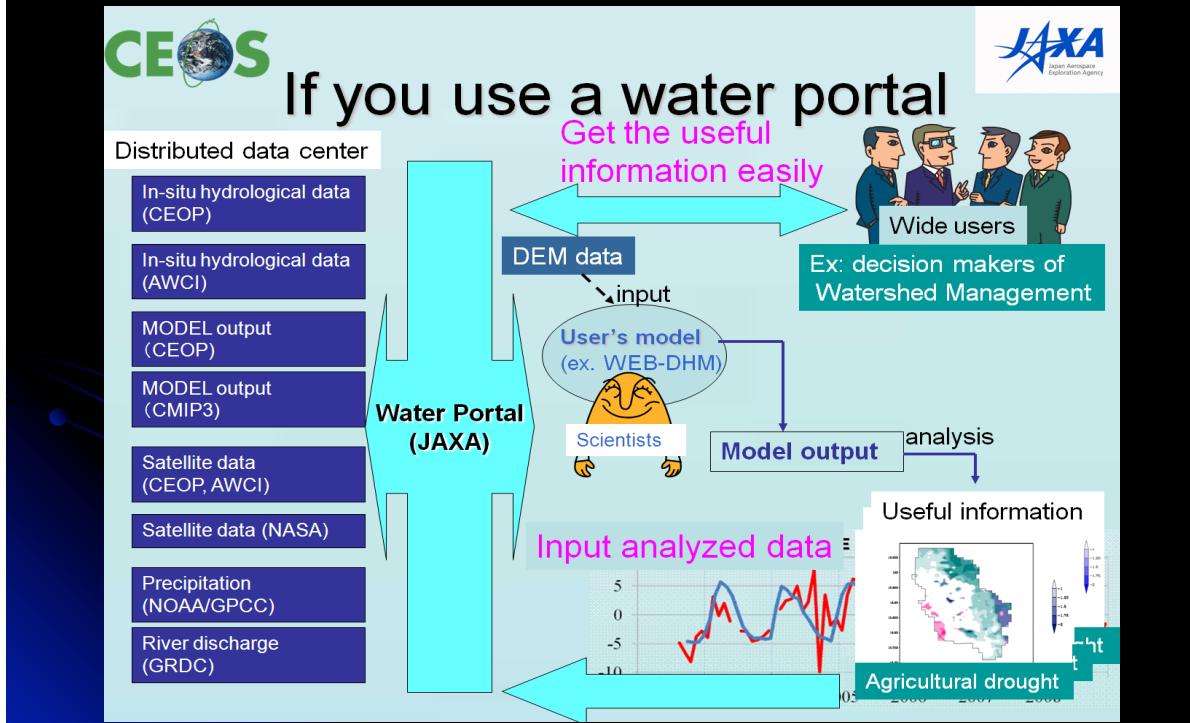 CEOS
JAXA
Japan Aerospace
Exploration Agency
If you use a water portal
Distributed data center
In-situ hydrological data
(CEOP)
In-situ hydrological data
(AWCI)
MODEL output
（CEOP）
MODEL output
（CMIP3）
Satellite data
(CEOP, AWCI)
Satellite data (NASA)
Precipitation
(NOAA/GPCC)
River discharge
(GRDC)
Water Portal
(JAXA)
Get the useful
information easily
Wide users
Ex: decision makers of
Watershed Management
DEM data
input
User's model
(ex. WEB-DHM)
Scientists
Model output
analysis
Useful information
Input analyzed data
5
0
-5
-10
Agricultural drought